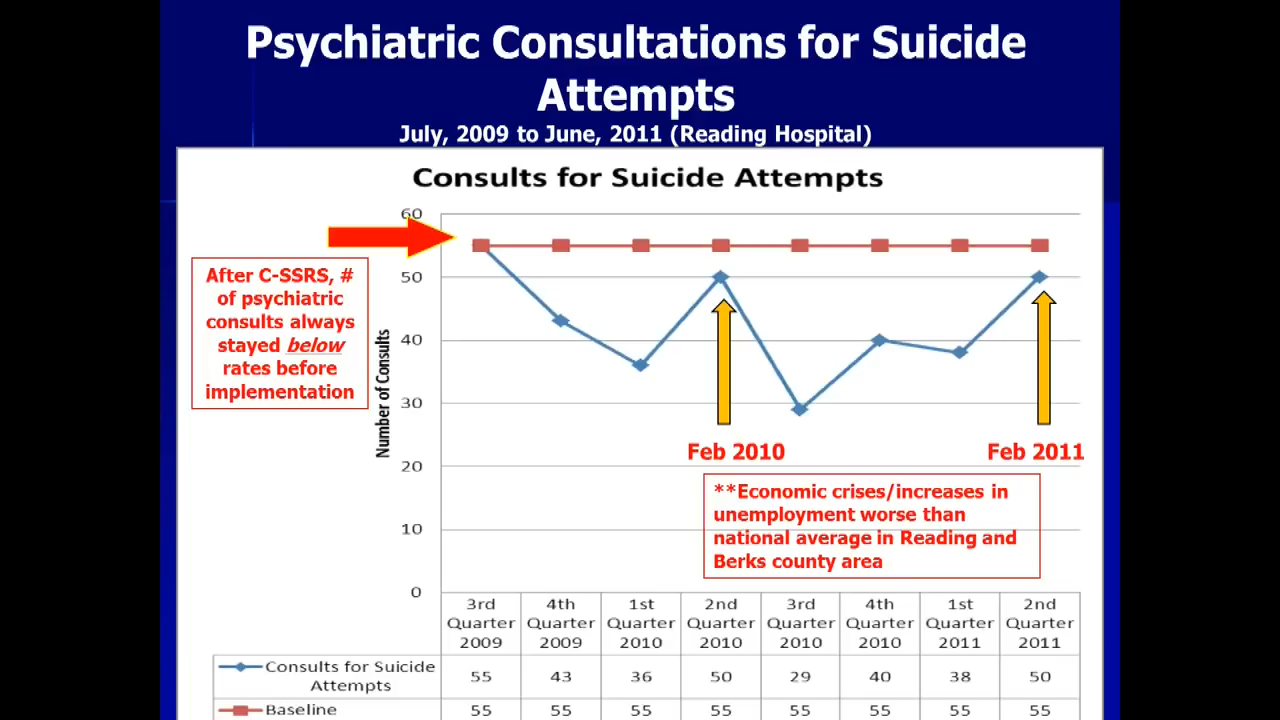 Psychiatric Consultations for Suicide
Attempts
July, 2009 to June, 2011 (Reading Hospital)
Consults for Suicide Attempts
60
50
40
30
20
10
0
Number of Consults
After C-SSRS, #
of psychiatric
consults always
stayed below
rates before
implementation
Feb 2010
Feb 2011
**Economic crises/increases in
unemployment worse than
national average in Reading and
Berks county area
3rd Quarter 2009
4th Quarter 2009
1st Quarter 2010
2nd Quarter 2010
3rd Quarter 2010
4th Quarter 2010
1st Quarter 2011
2nd Quarter 2011
Consults for Suicide
Attempts
55 43 36 50 29 40 38 50
Baseline 55 55 55 55 55 55 55 55